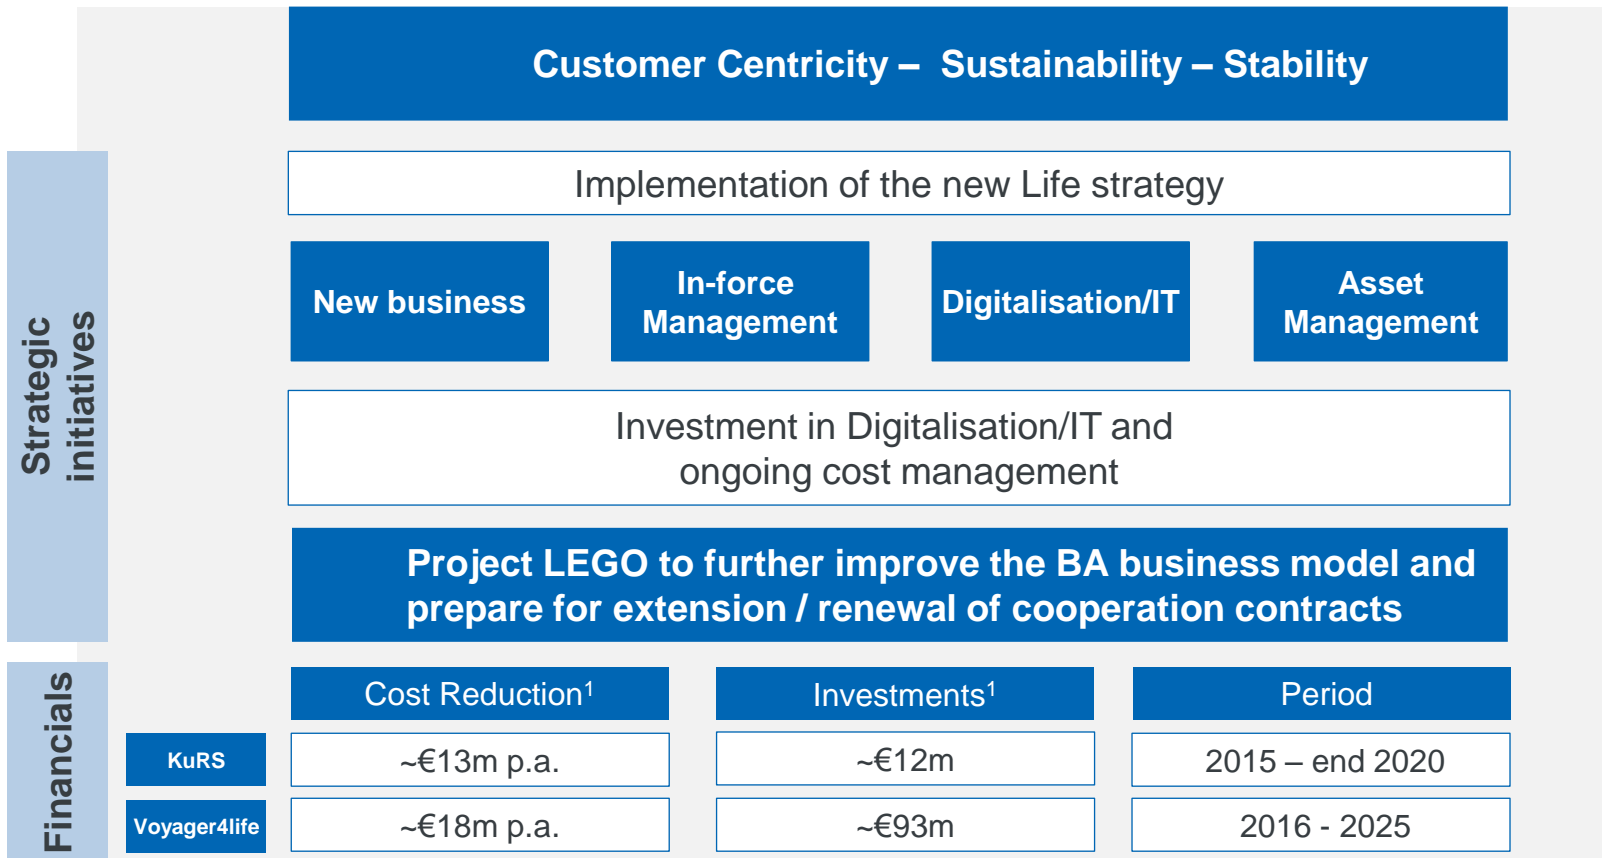 Customer Centricity – Sustainability – Stability
Strategic
initiatives
Implementation of the new Life strategy
New business
In-force
Management
Digitalisation/IT
Asset
Management
Investment in Digitalisation/IT and
ongoing cost management
Project LEGO to further improve the BA business model and
prepare for extension / renewal of cooperation contracts
Financials
Cost Reduction¹
Investments¹
Period
KuRS
~€13m p.a.
~€12m
2015 – end 2020
Voyager4life
~€18m p.a.
~€93m
2016 - 2025